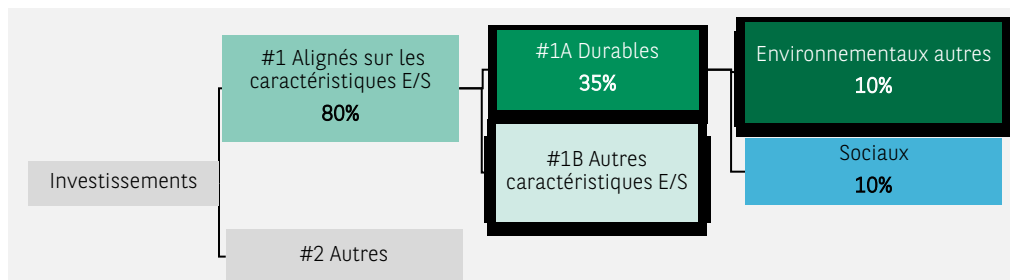 #1 Alignés sur les
caractéristiques E/S
80%
#1A Durables
35%
Environnementaux autres
10%
#1B Autres
caractéristiques E/S
Sociaux
10%
Investissements
#2 Autres